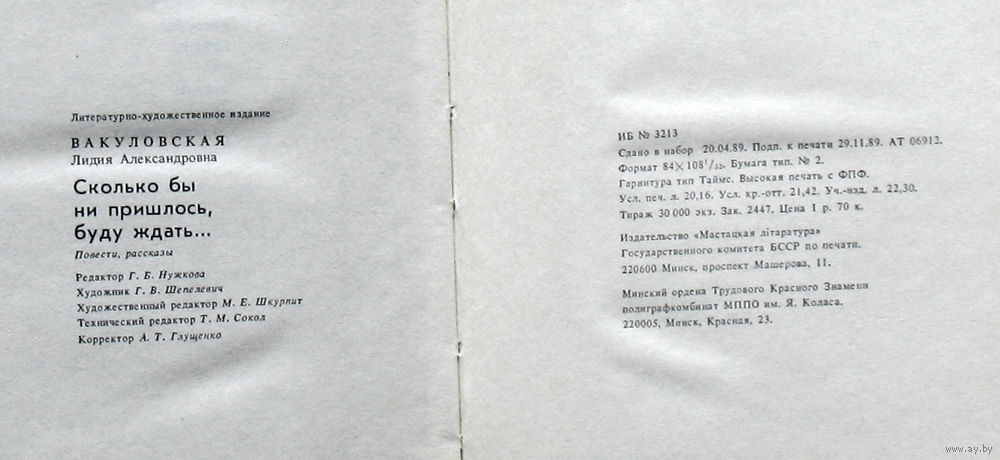 Литературно-художественное издание
ВАКУЛОВСКАЯ
Лидия Александровна
Сколько бы
ни пришлось,
буду ждать...
Повести, рассказы
Редактор Г. Б. Нужкова
Художник Г. В. Шепелевич
Художественный редактор М. Е. Шкурпит
Технический редактор Т. М. Сокол
Корректор А. Т. Глущенко
ИБ № 3213
Сдано в набор 20.04.89. Подп. к печати 29.11.89. АТ 06912.
Формат 84×108¹/₃₂. Бумага тип. № 2.
Гарнитура тип Таймс. Высокая печать с ФПФ.
Усл. печ. л. 20,16. Усл. кр.-отт. 21,42. Уч.-изд. л. 22,30.
Тираж 30 000 экз. Зак. 2447. Цена 1 р. 70 к.
Издательство «Мастацкая літаратура»
Государственного комитета БССР по печати.
220600 Минск, проспект Машерова, 11.
Минский ордена Трудового Красного Знамени
полиграфкомбинат МППО им. Я. Коласа.
220005, Минск, Красная, 23.
www.ay.by